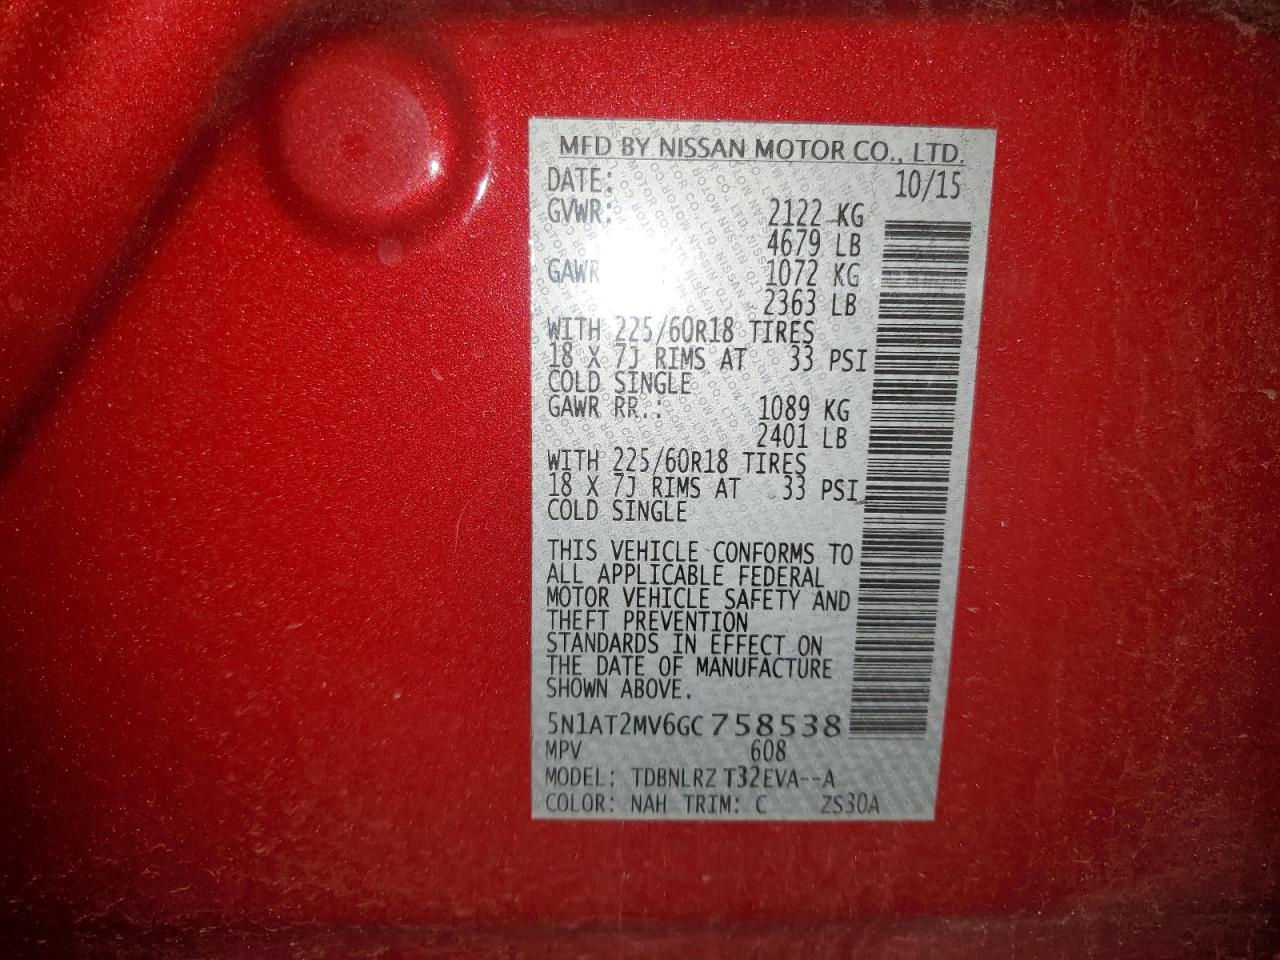 MFD BY NISSAN MOTOR CO., LTD.
DATE: 10/15
GVWR: 2122 KG
4679 LB
GAWR 1072 KG
2363 LB
WITH 225/60R18 TIRES
18 X 7J RIMS AT 33 PSI
COLD SINGLE
GAWR RR.: 1089 KG
2401 LB
WITH 225/60R18 TIRES
18 X 7J RIMS AT 33 PSI
COLD SINGLE
THIS VEHICLE CONFORMS TO
ALL APPLICABLE FEDERAL
MOTOR VEHICLE SAFETY AND
THEFT PREVENTION
STANDARDS IN EFFECT ON
THE DATE OF MANUFACTURE
SHOWN ABOVE.
5N1AT2MV6GC758538
MPV 608
MODEL: TDBNLRZ T32EVA--A
COLOR: NAH TRIM: C ZS30A